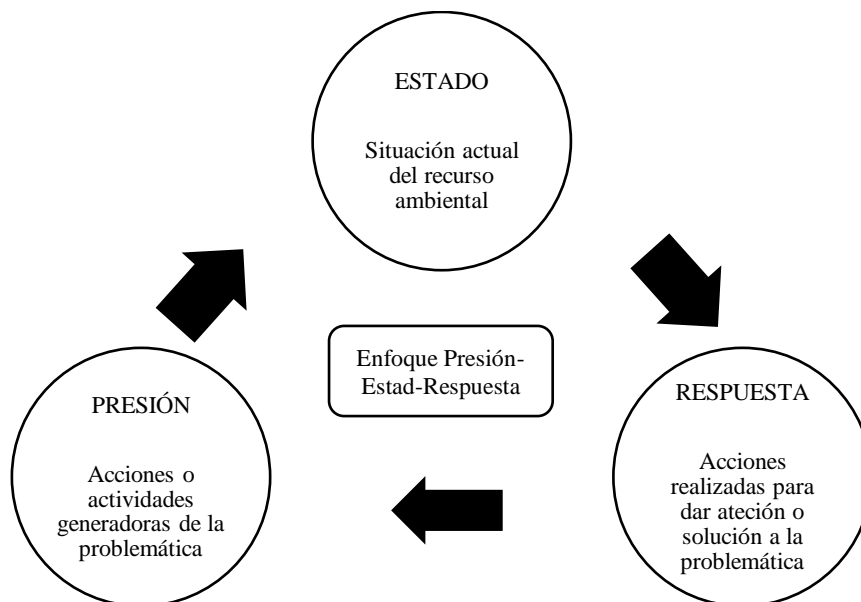 ESTADO
Situación actual
del recurso
ambiental
Enfoque Presión-
Estad-Respuesta
PRESIÓN
Acciones o
actividades
generadoras de la
problemática
RESPUESTA
Acciones
realizadas para
dar ateción o
solución a la
problemática